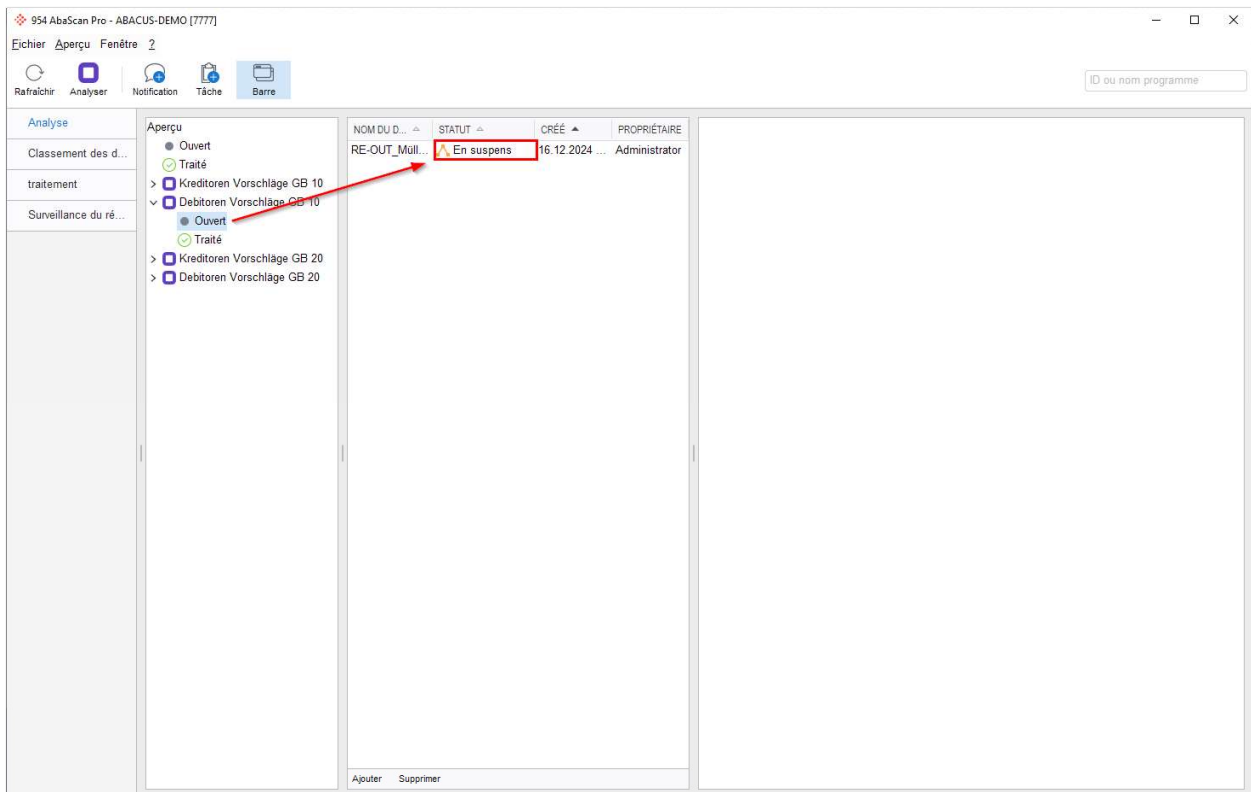 954 AbaScan Pro - ABACUS-DEMO [7777]
Fichier Aperçu Fenêtre ?
Rafraîchir Analyser Notification Tâche Barre
ID ou nom programme
Analyse
Classement des d...
traitement
Surveillance du ré...
Aperçu
Ouvert
Traité
Kreditoren Vorschläge GB 10
Debitoren Vorschläge GB 10
Ouvert
Traité
Kreditoren Vorschläge GB 20
Debitoren Vorschläge GB 20
NOM DU D... STATUT CRÉÉ PROPRIÉTAIRE
RE-OUT_Müll... En suspens 16.12.2024 ... Administrator
Ajouter Supprimer